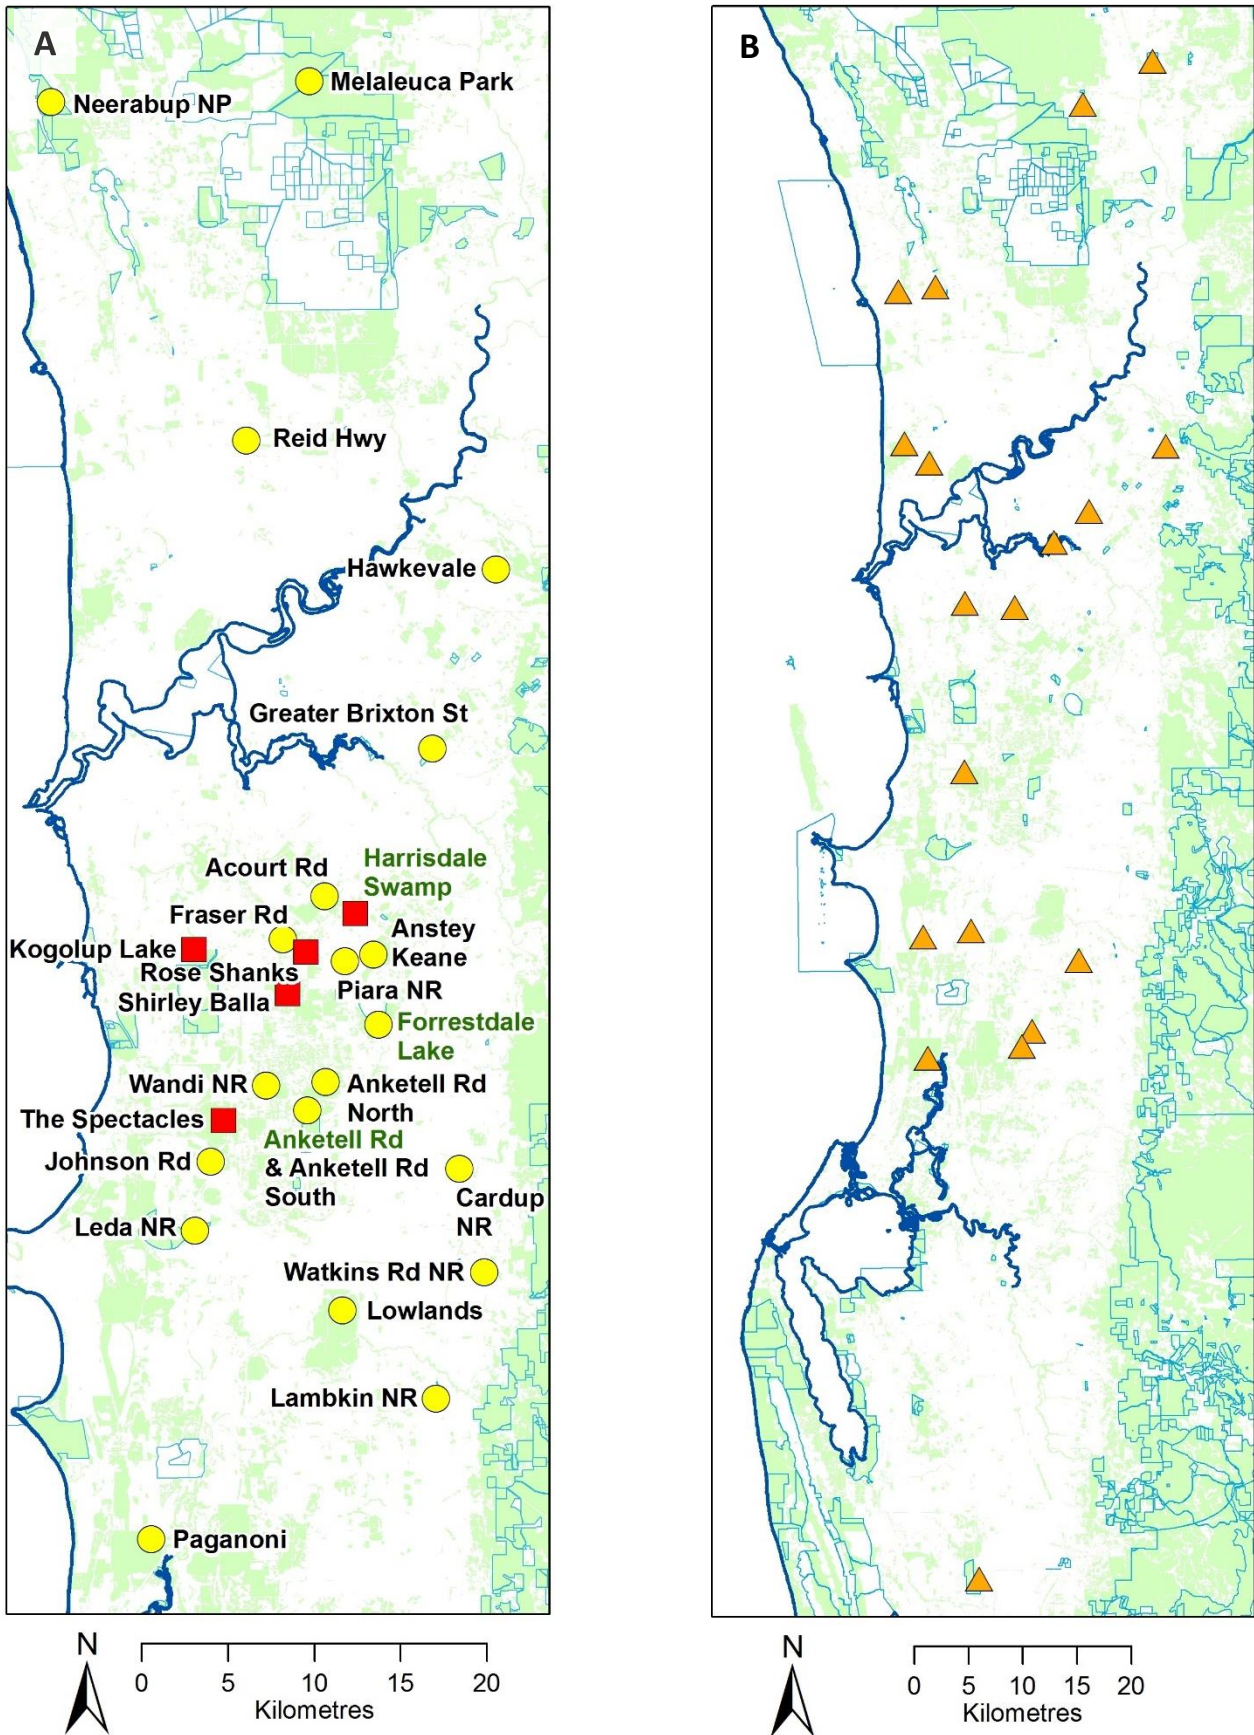 A
B
Melaleuca Park
Neerabup NP
Reid Hwy
Hawkevale
Greater Brixton St
Acourt Rd
Harrisdale
Swamp
Fraser Rd
Anstey
Keane
Kogolup Lake
Rose Shanks
Shirley Balla
Piara NR
Forrestdale
Lake
Wandi NR
Anketell Rd
North
The Spectacles
Anketell Rd
& Anketell Rd
South
Johnson Rd
Cardup
NR
Leda NR
Watkins Rd NR
Lowlands
Lambkin NR
Paganoni
N
0 5 10 15 20
Kilometres
N
0 5 10 15 20
Kilometres